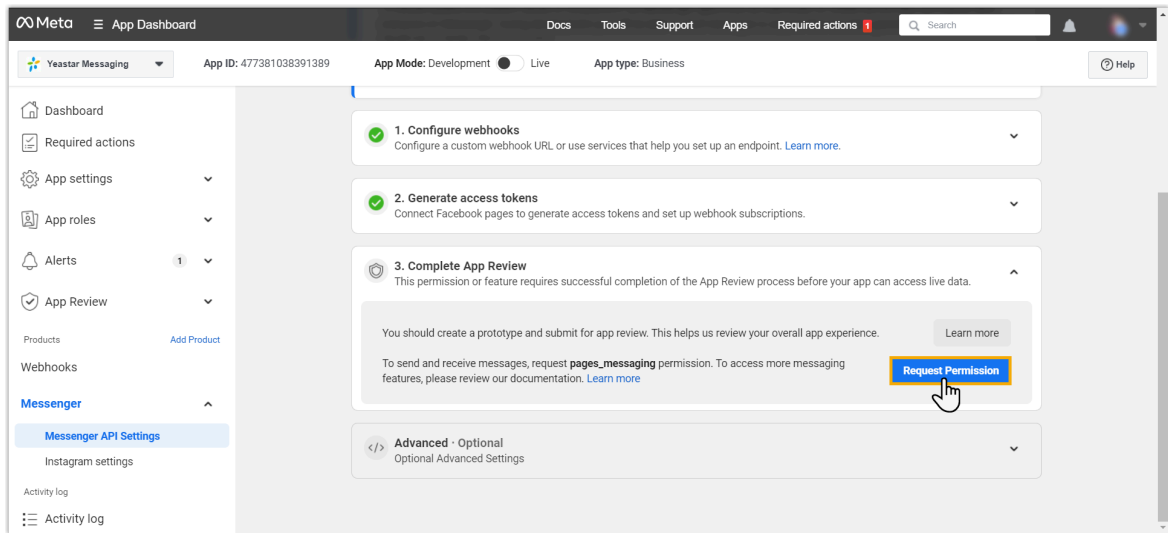 Meta
App Dashboard
Docs
Tools
Support
Apps
Required actions 1
Search
Yeastar Messaging
App ID: 477381038391389
App Mode: Development
Live
App type: Business
Help
Dashboard
Required actions
App settings
App roles
Alerts
1
App Review
Products
Add Product
Webhooks
Messenger
Messenger API Settings
Instagram settings
Activity log
Activity log
1. Configure webhooks
Configure a custom webhook URL or use services that help you set up an endpoint. Learn more.
2. Generate access tokens
Connect Facebook pages to generate access tokens and set up webhook subscriptions.
3. Complete App Review
This permission or feature requires successful completion of the App Review process before your app can access live data.
You should create a prototype and submit for app review. This helps us review your overall app experience.
Learn more
To send and receive messages, request pages_messaging permission. To access more messaging
features, please review our documentation. Learn more
Request Permission
</> Advanced · Optional
Optional Advanced Settings